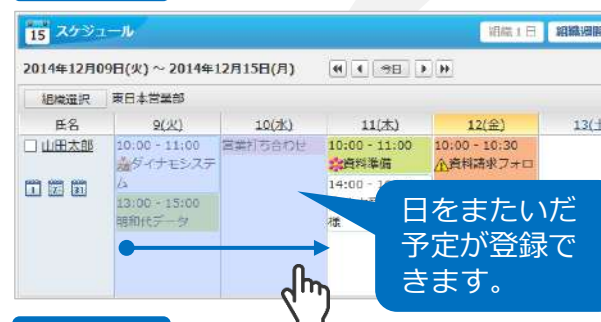 15 スケジュール
組織1日 組織週間
2014年12月09日(火) ~ 2014年12月15日(月) 今日
組織選択 東日本営業部
氏名 9(火) 10(水) 11(木) 12(金) 13(土
山田太郎 10:00 - 11:00 営業打ち合わせ 10:00 - 11:00 10:00 - 10:30
ダイナモシステム 資料準備 資料請求フォロ
13:00 - 15:00 14:00 -
明和代データ 様
日をまたいだ
予定が登録で
きます。